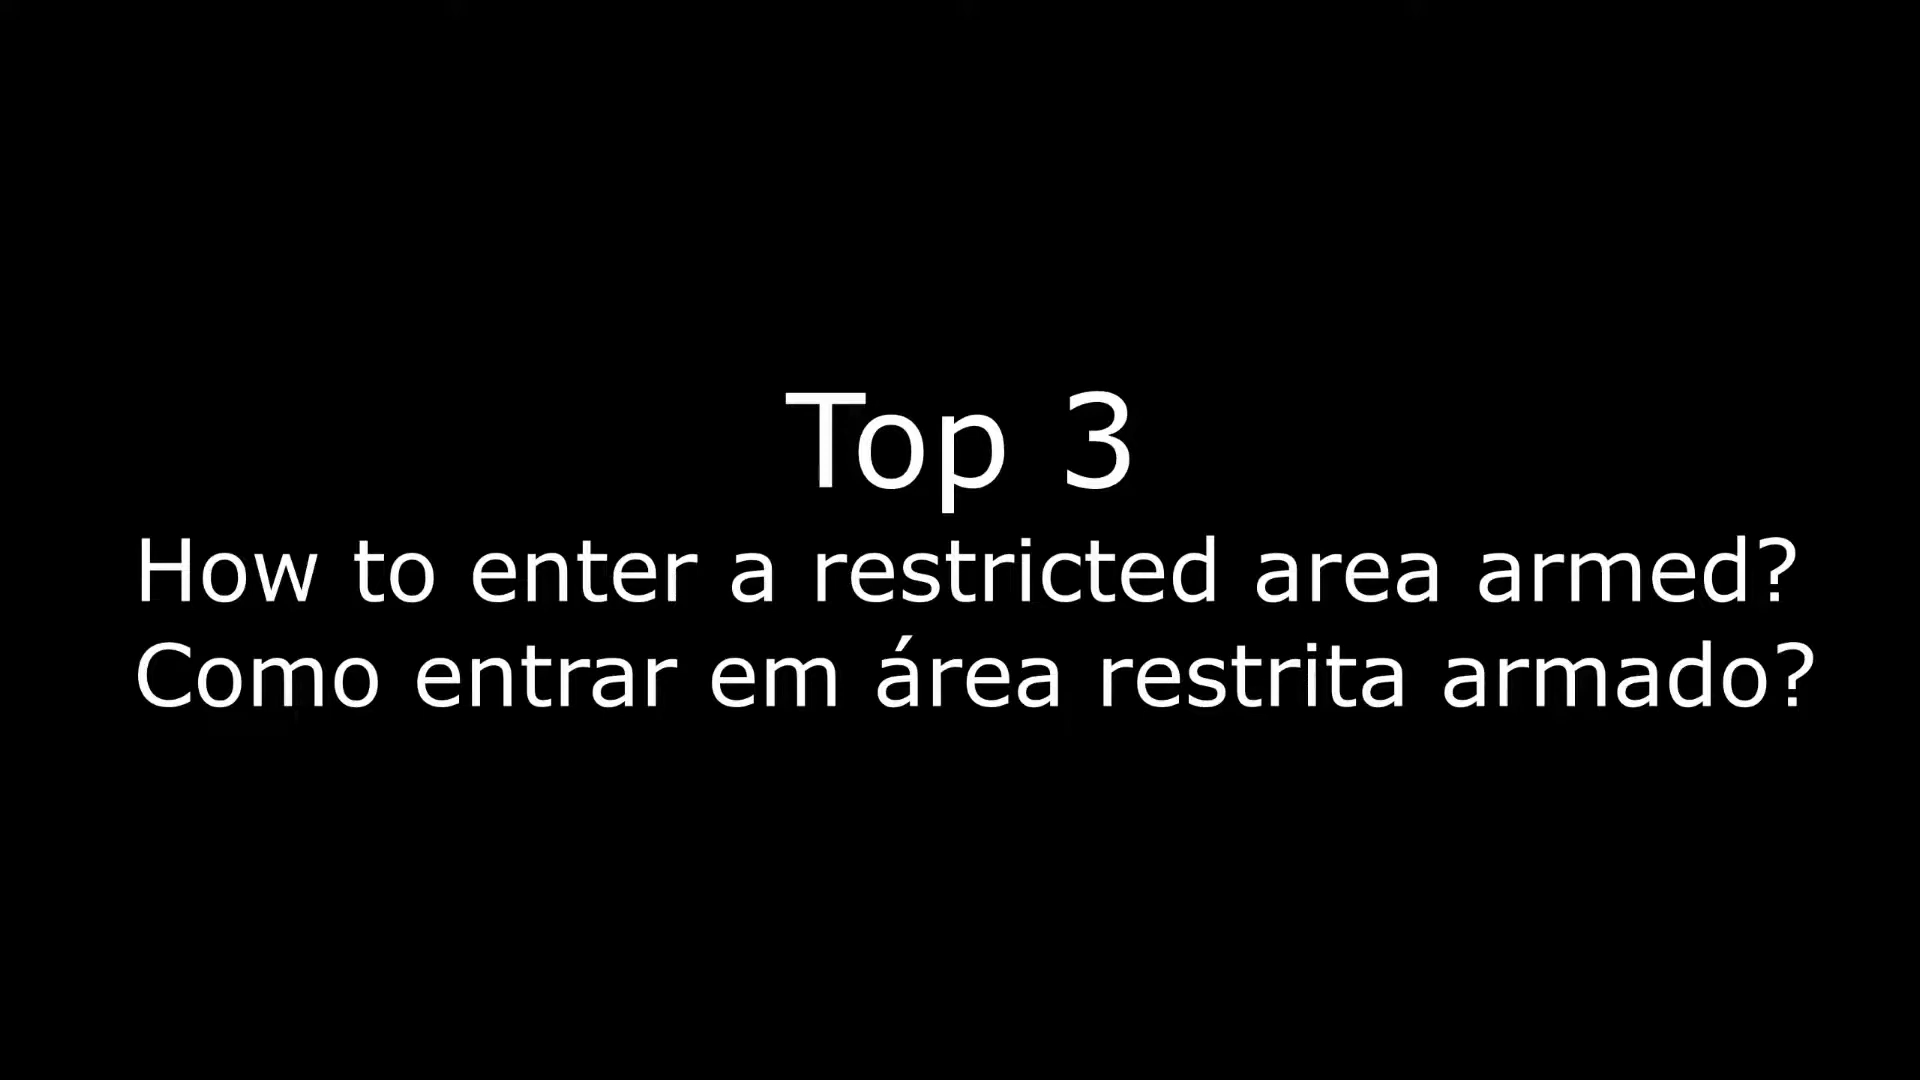 Top 3
How to enter a restricted area armed?
Como entrar em área restrita armado?